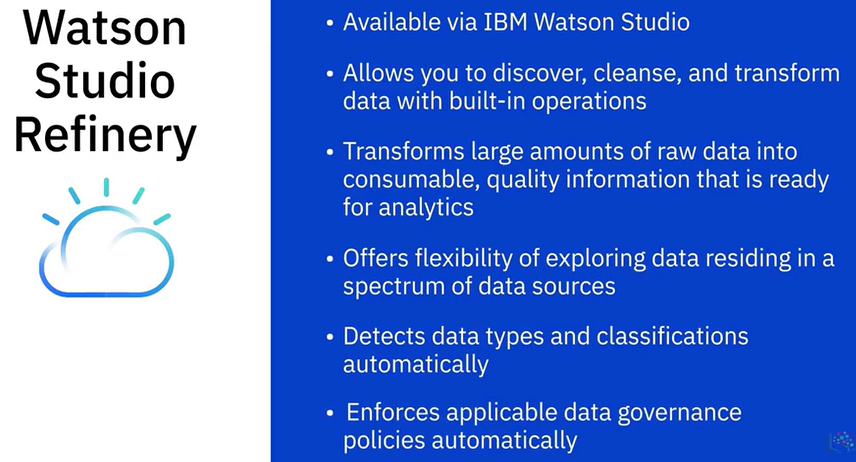 Watson
Studio
Refinery
• Available via IBM Watson Studio
• Allows you to discover, cleanse, and transform
data with built-in operations
• Transforms large amounts of raw data into
consumable, quality information that is ready
for analytics
• Offers flexibility of exploring data residing in a
spectrum of data sources
• Detects data types and classifications
automatically
• Enforces applicable data governance
policies automatically